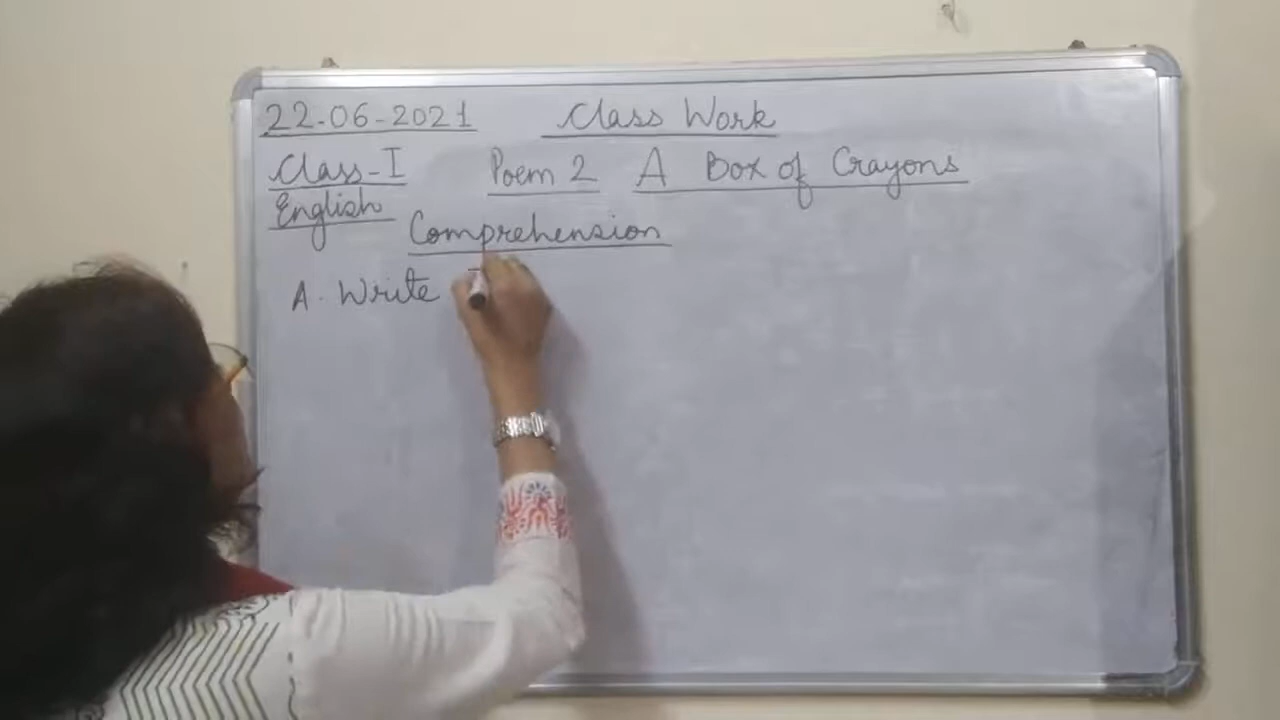 22-06-2021 Class Work
Class-I Poem 2 A Box of Crayons
English
Comprehension
A. Write